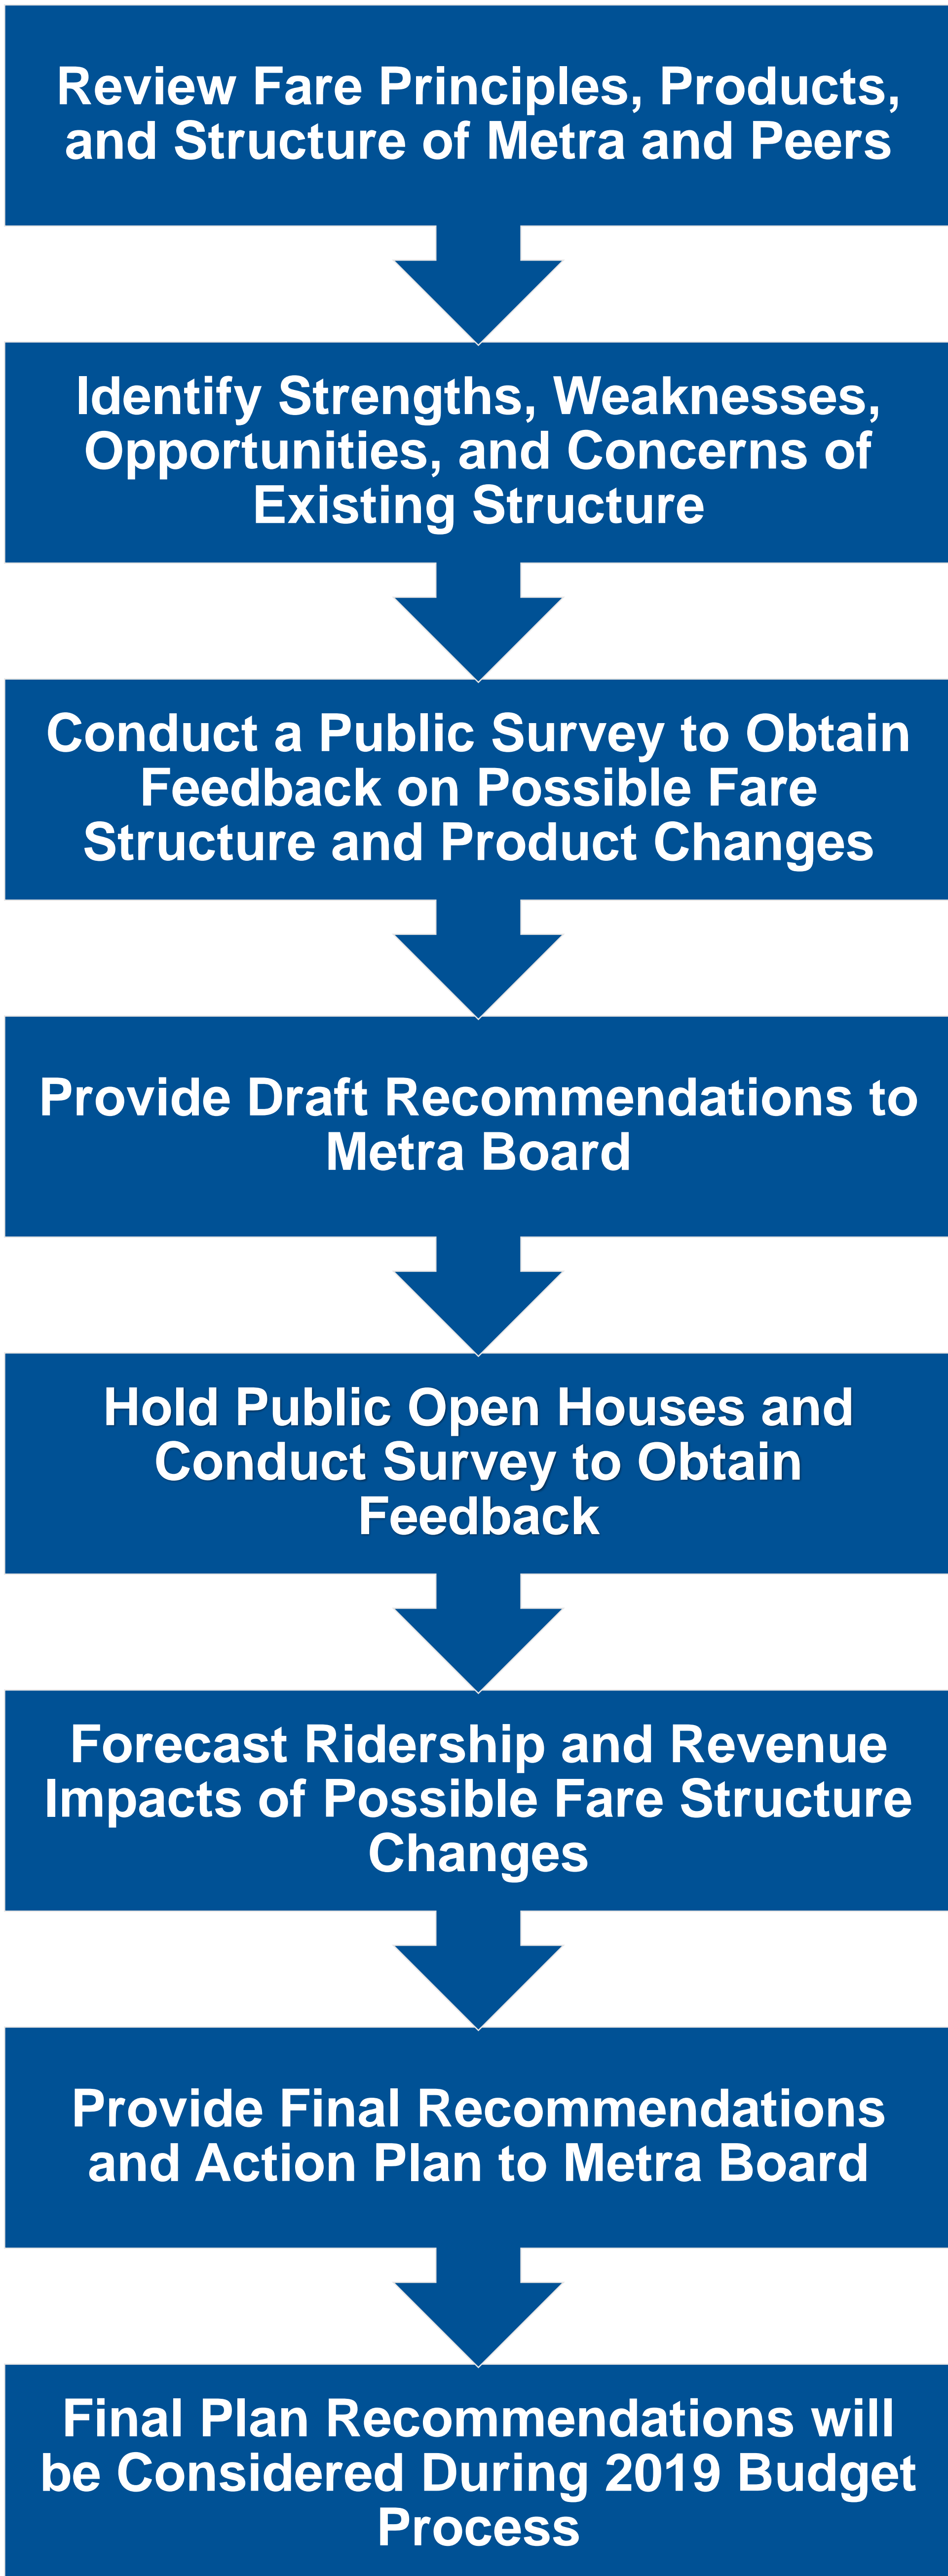 Review Fare Principles, Products,
and Structure of Metra and Peers
Identify Strengths, Weaknesses,
Opportunities, and Concerns of
Existing Structure
Conduct a Public Survey to Obtain
Feedback on Possible Fare
Structure and Product Changes
Provide Draft Recommendations to
Metra Board
Hold Public Open Houses and
Conduct Survey to Obtain
Feedback
Forecast Ridership and Revenue
Impacts of Possible Fare Structure
Changes
Provide Final Recommendations
and Action Plan to Metra Board
Final Plan Recommendations will
be Considered During 2019 Budget
Process